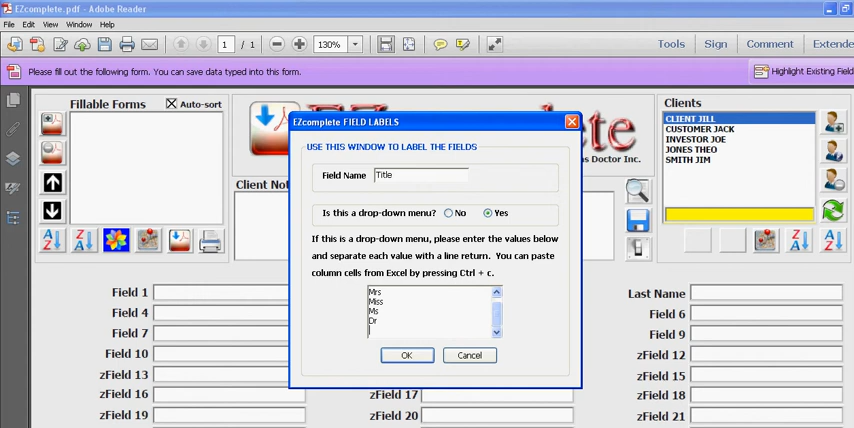 EZcomplete.pdf - Adobe Reader
File Edit View Window Help
1 / 1 130% Tools Sign Comment Extende
Please fill out the following form. You can save data typed into this form. Highlight Existing Field
Fillable Forms Auto-sort
Inc.
Client Not
Clients
CLIENT JILL
CUSTOMER JACK
INVESTOR JOE
JONES THEO
SMITH JIM
EZcomplete FIELD LABELS
USE THIS WINDOW TO LABEL THE FIELDS
Field Name Title
Is this a drop-down menu? No Yes
If this is a drop-down menu, please enter the values below
and separate each value with a line return. You can paste
column cells from Excel by pressing Ctrl + c.
Mrs
Miss
Ms
Dr
OK Cancel
Field 1 Last Name
Field 4 Field 6
Field 7 Field 9
Field 10 zField 12
zField 13 zField 15
zField 16 zField 17 zField 18
zField 19 zField 20 zField 21